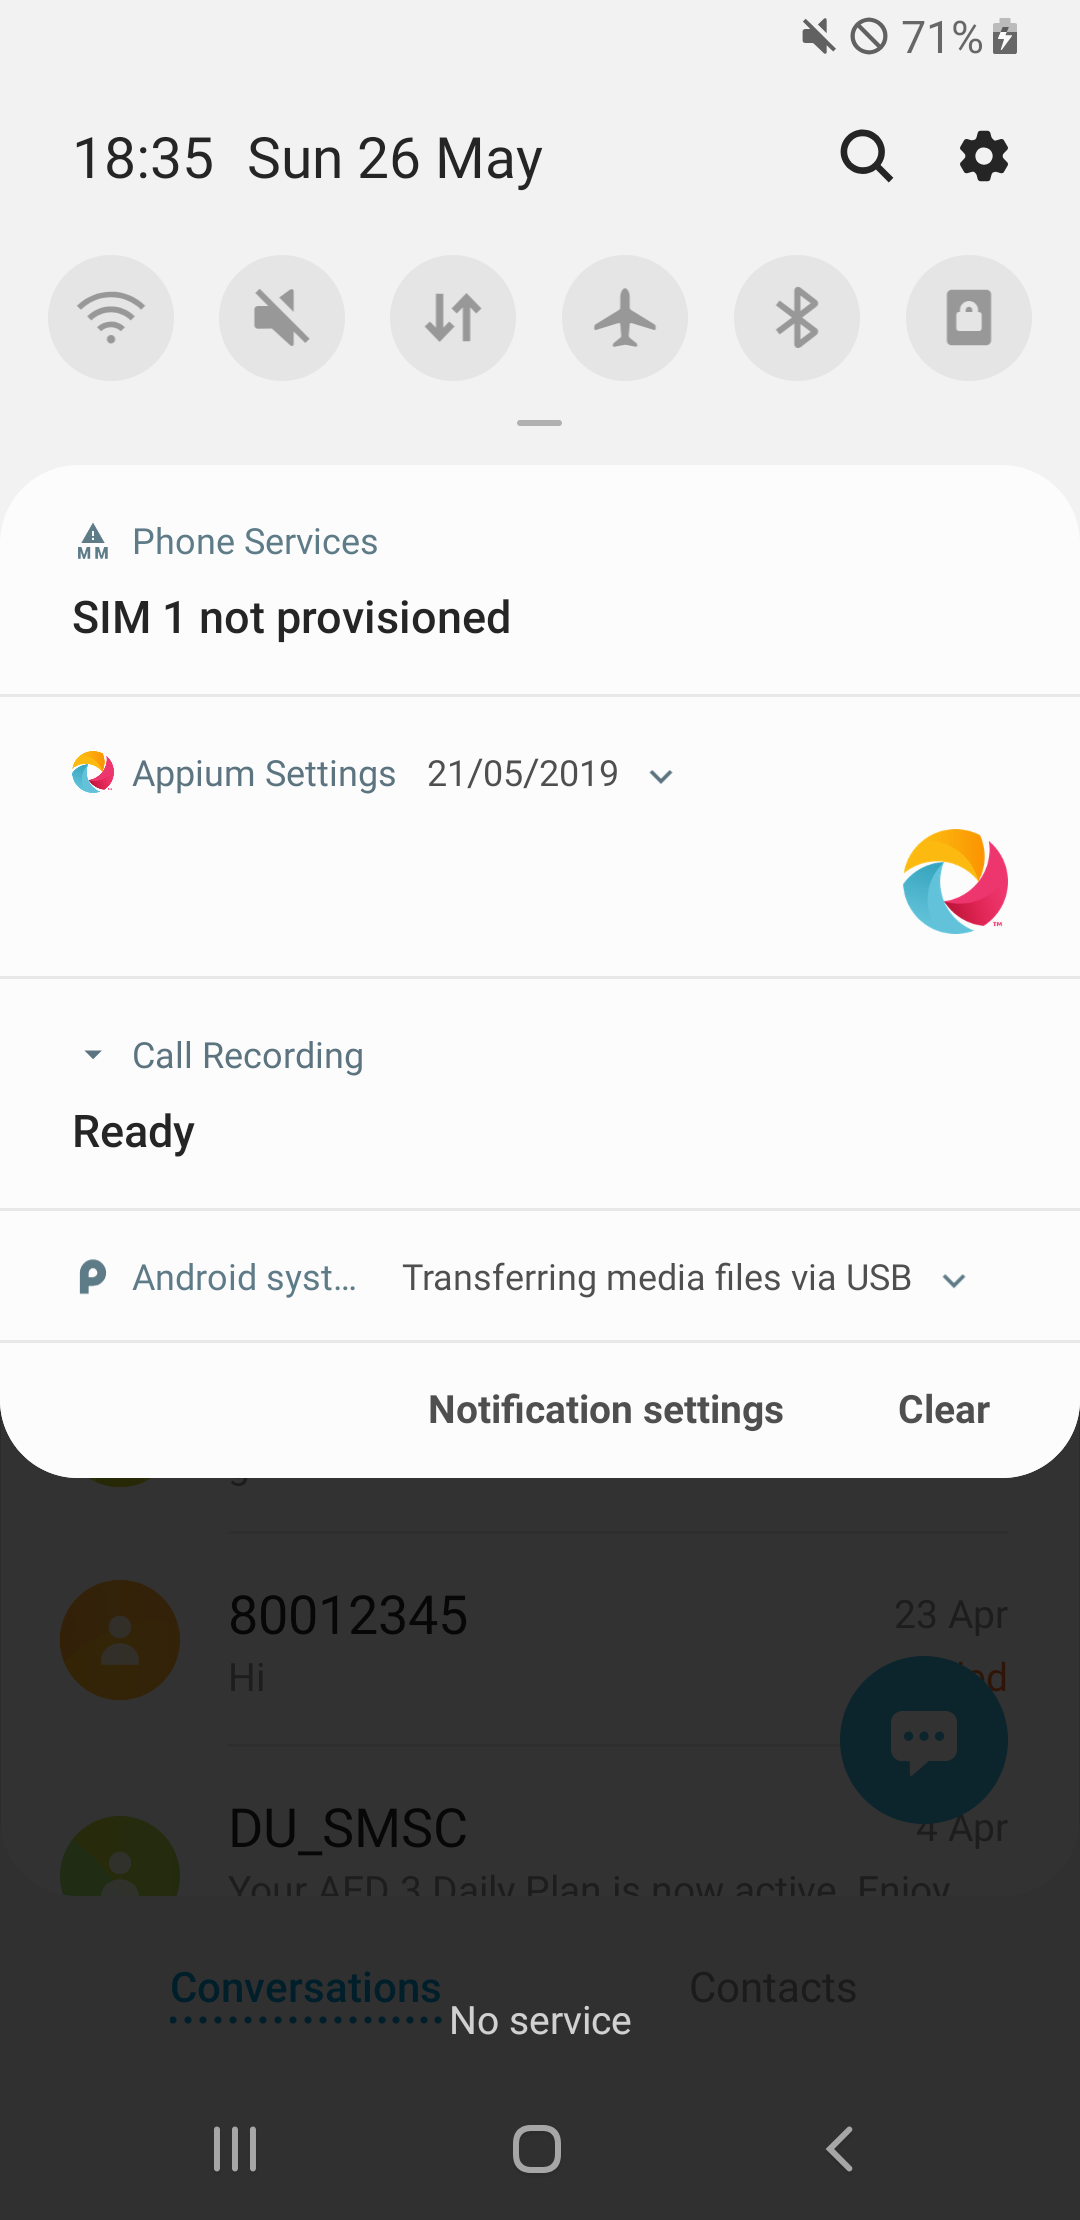 71%
18:35 Sun 26 May
MM Phone Services
SIM 1 not provisioned
Appium Settings 21/05/2019
TM
Call Recording
Ready
Android syst... Transferring media files via USB
Notification settings Clear
80012345 23 Apr
Hi
DU_SMSC 4 Apr
Your AED 3 Daily Plan is now active. Enjoy
Conversations Contacts
No service